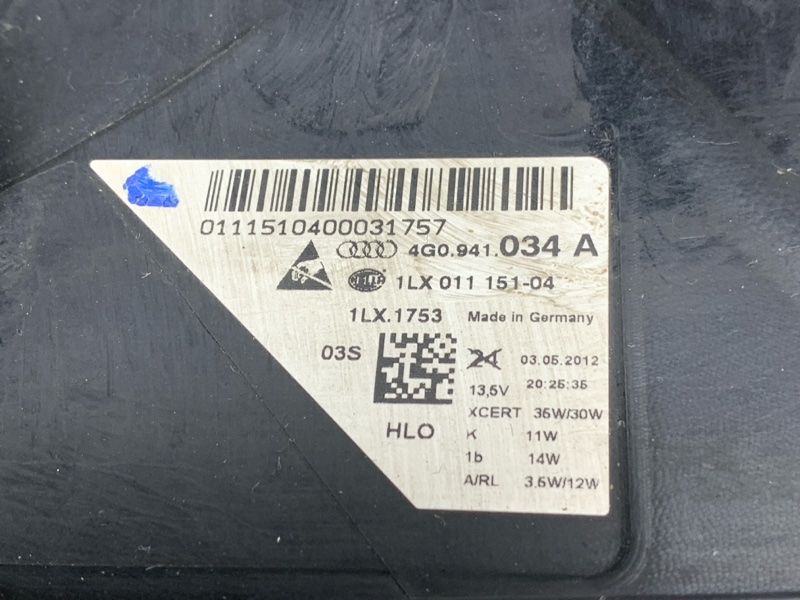 0111510400031757
4G0.941.034 A
HELLA 1LX 011 151-04
1LX.1753 Made in Germany
03S 24 03.05.2012
13,5V 20:25:35
XCERT 35W/30W
HLO K 11W
1b 14W
A/RL 3.5W/12W